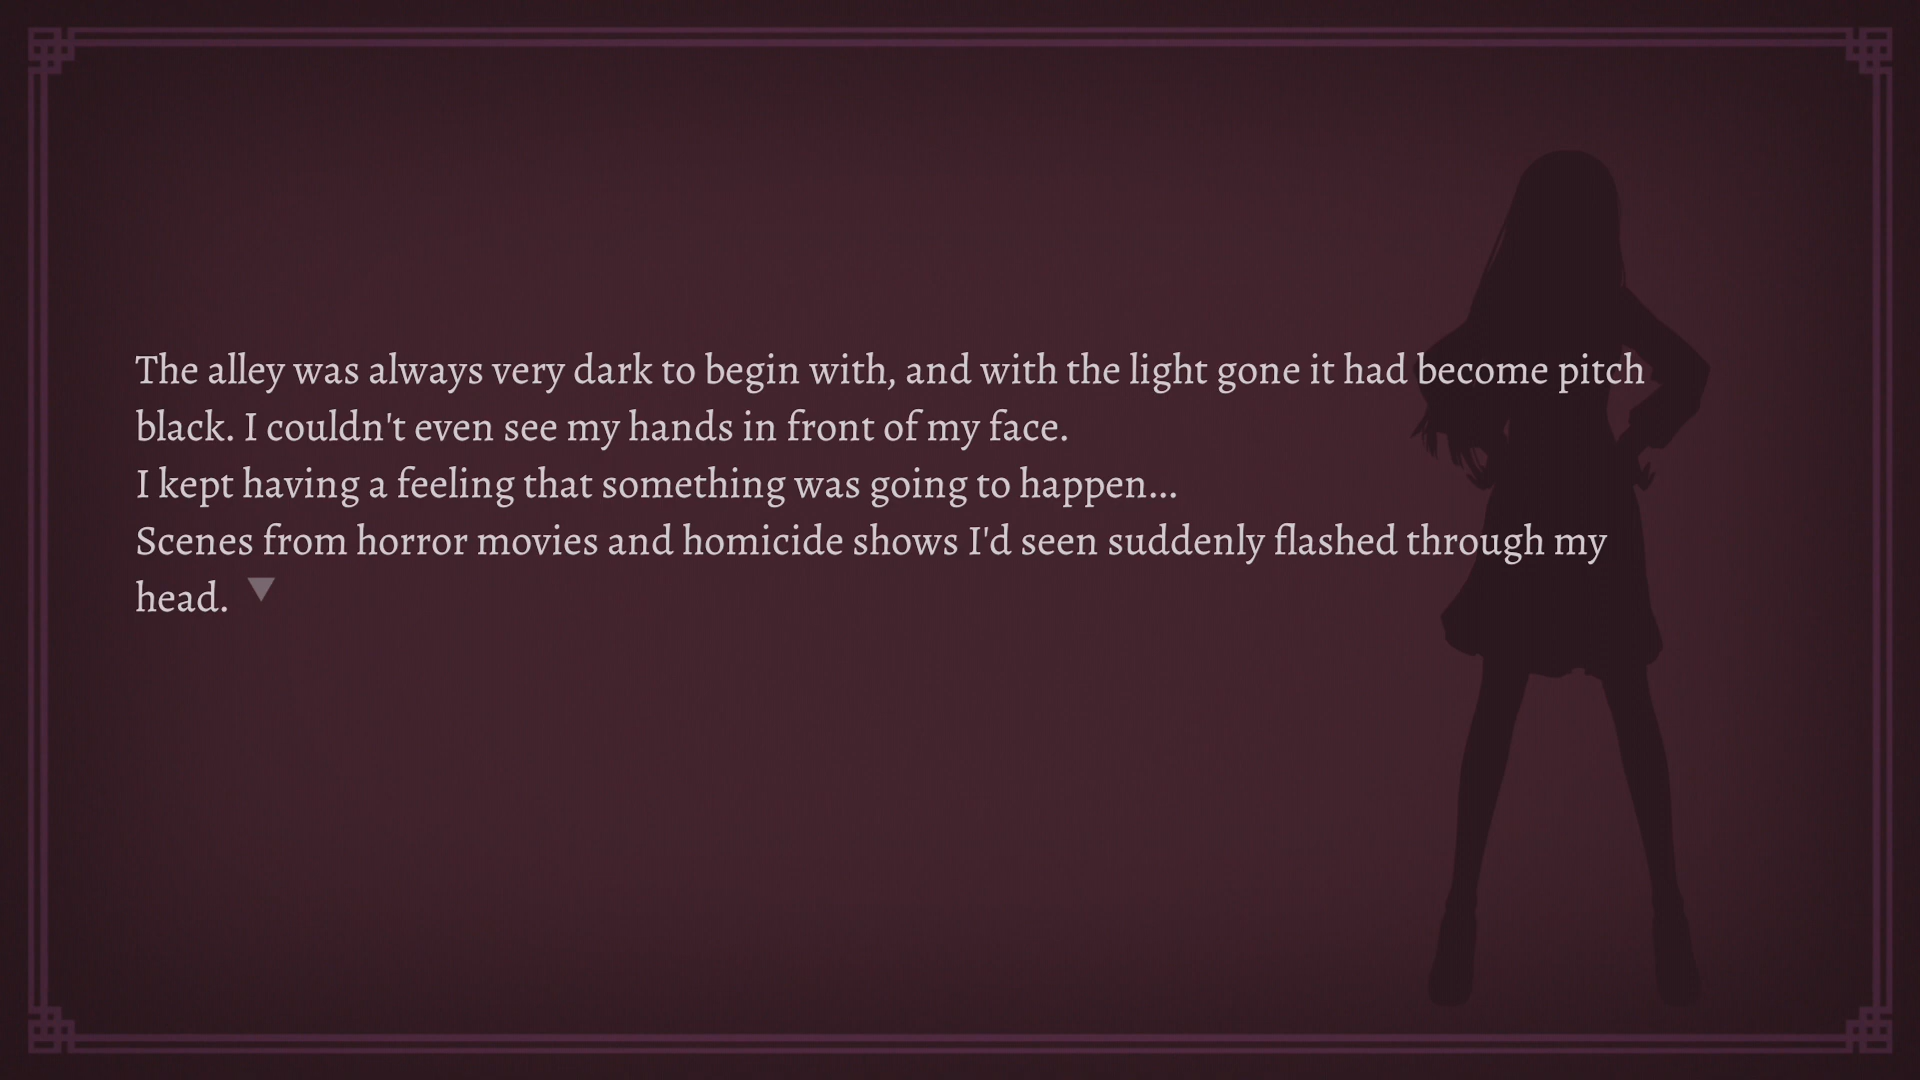 The alley was always very dark to begin with, and with the light gone it had become pitch
black. I couldn't even see my hands in front of my face.
I kept having a feeling that something was going to happen...
Scenes from horror movies and homicide shows I'd seen suddenly flashed through my
head.